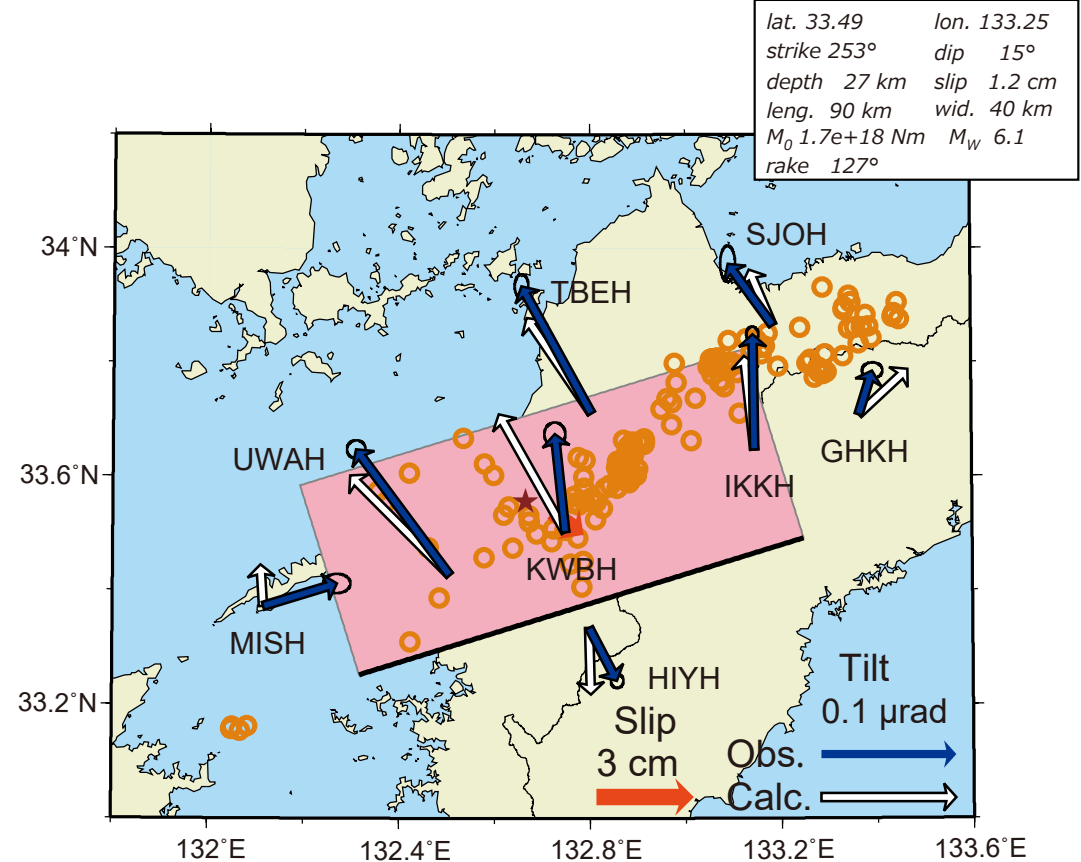 lat. 33.49 lon. 133.25
strike 253° dip 15°
depth 27 km slip 1.2 cm
leng. 90 km wid. 40 km
M0 1.7e+18 Nm MW 6.1
rake 127°
SJOH
34°N
TBEH
GHKH
UWAH
33.6°N
IKKH
KWBH
MISH
Tilt
HIYH
33.2°N
0.1 µrad
Slip
Obs.
3 cm
Calc.
132°E 132.4°E 132.8°E 133.2°E 133.6°E